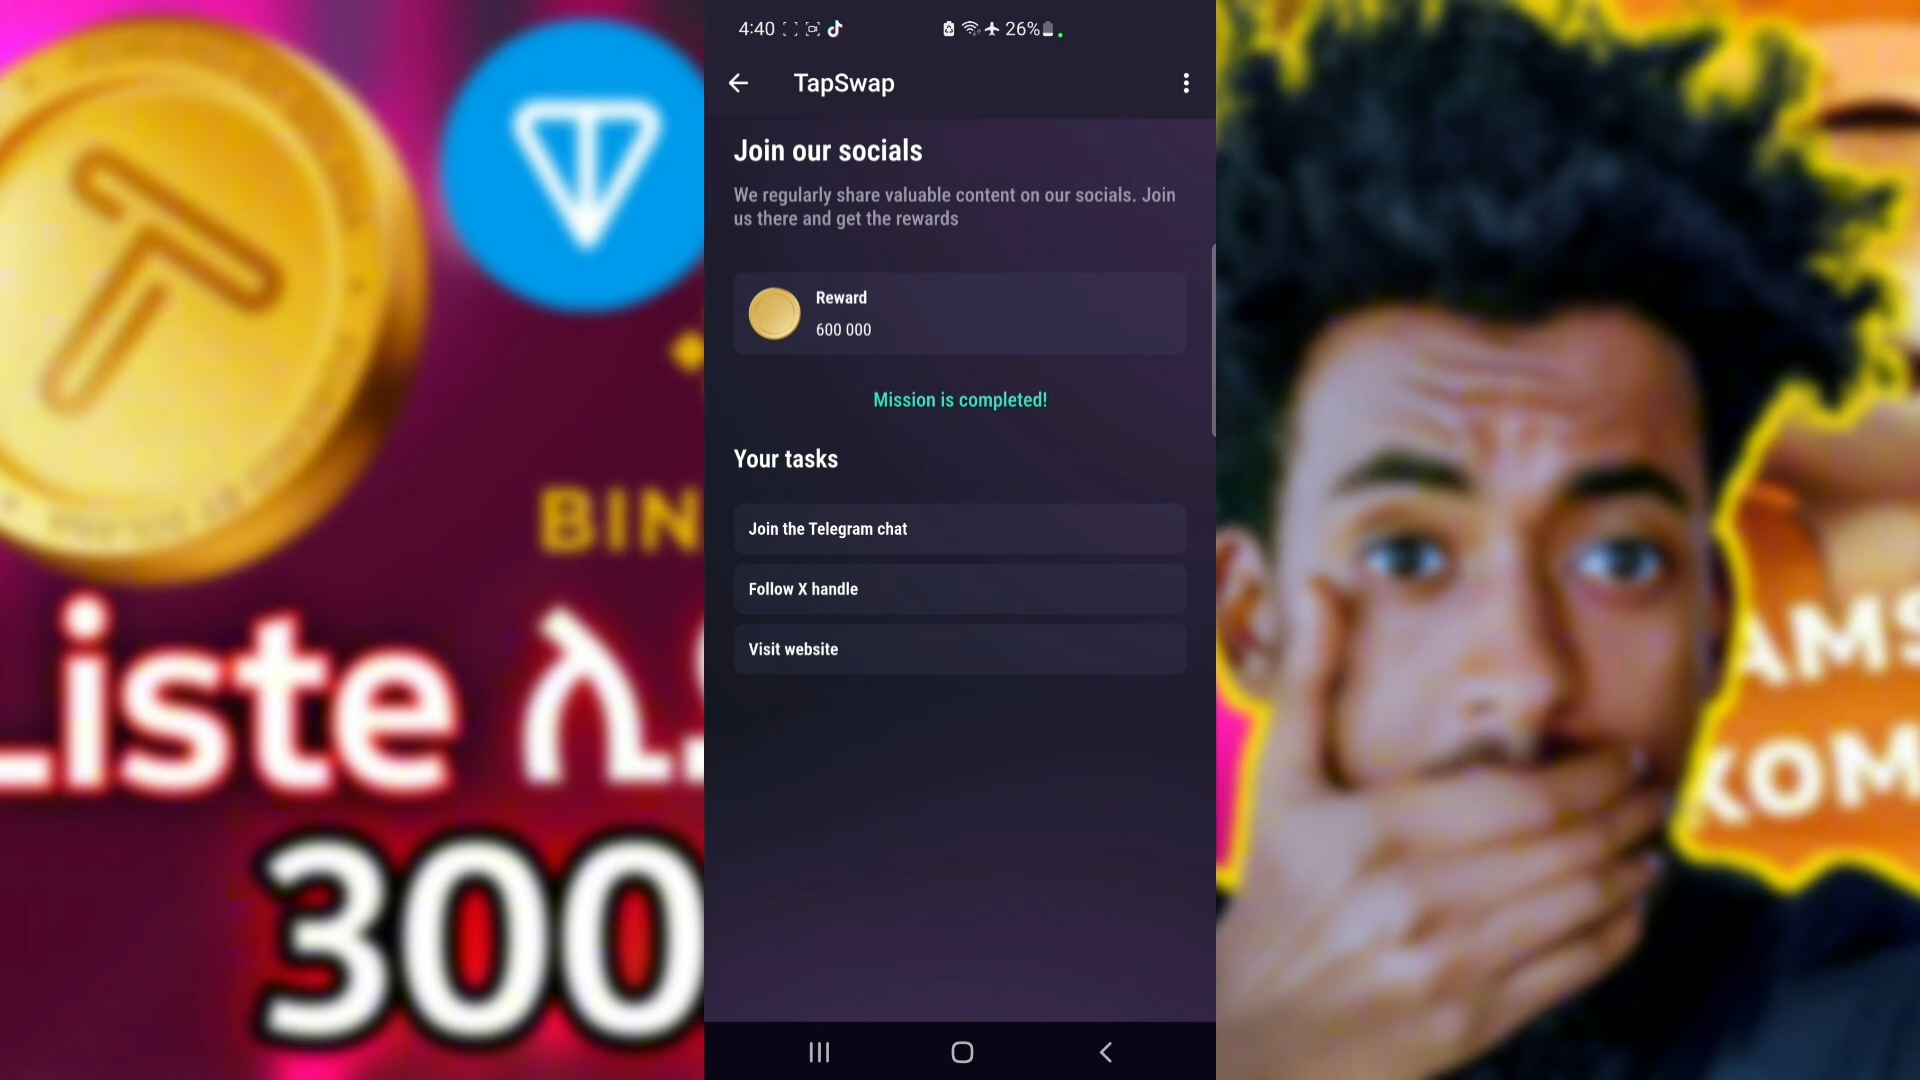 4:40
26%
TapSwap
Join our socials
We regularly share valuable content on our socials. Join
us there and get the rewards
Reward
600 000
Mission is completed!
Your tasks
Join the Telegram chat
Follow X handle
Visit website
BIN
Liste ሊ
300
AMS
KOM